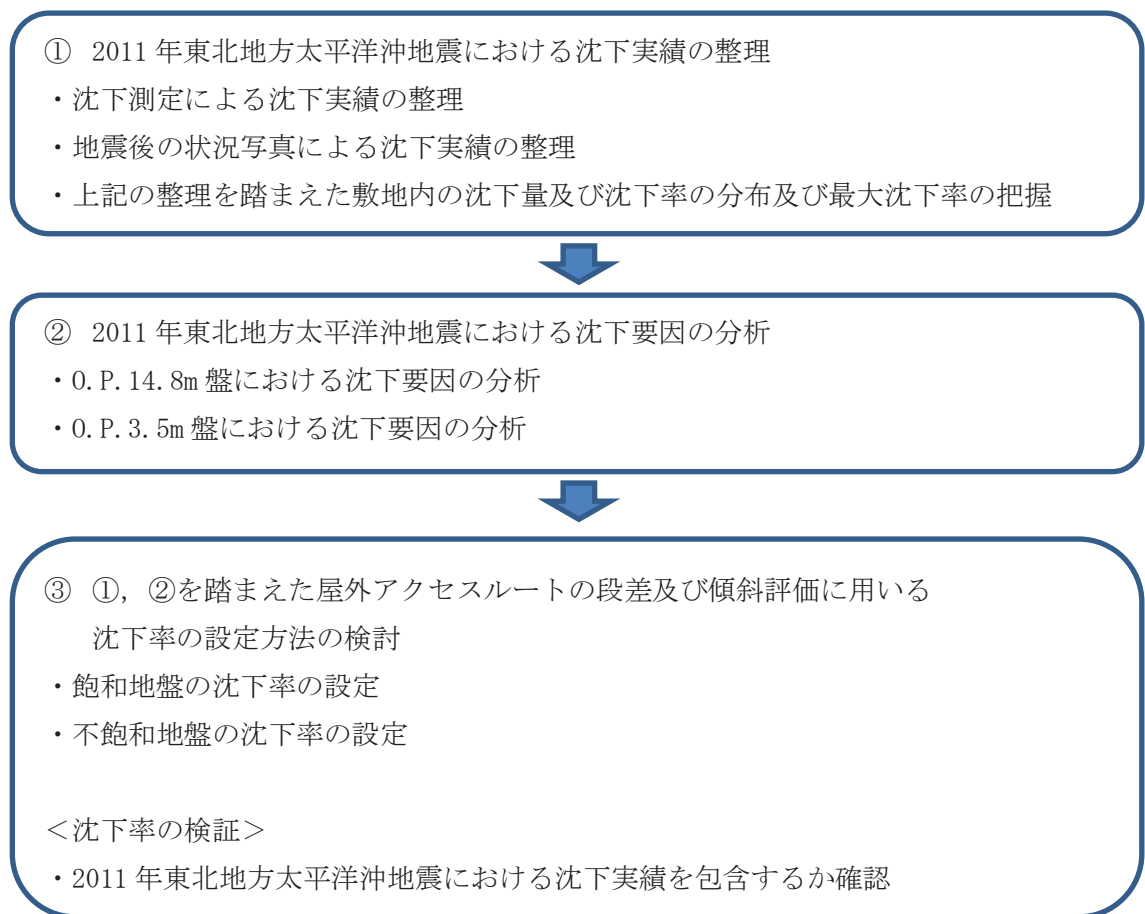 ① 2011年東北地方太平洋沖地震における沈下実績の整理
・沈下測定による沈下実績の整理
・地震後の状況写真による沈下実績の整理
・上記の整理を踏まえた敷地内の沈下量及び沈下率の分布及び最大沈下率の把握
② 2011年東北地方太平洋沖地震における沈下要因の分析
・O.P.14.8m盤における沈下要因の分析
・O.P.3.5m盤における沈下要因の分析
③ ①，②を踏まえた屋外アクセスルートの段差及び傾斜評価に用いる
沈下率の設定方法の検討
・飽和地盤の沈下率の設定
・不飽和地盤の沈下率の設定
＜沈下率の検証＞
・2011年東北地方太平洋沖地震における沈下実績を包含するか確認